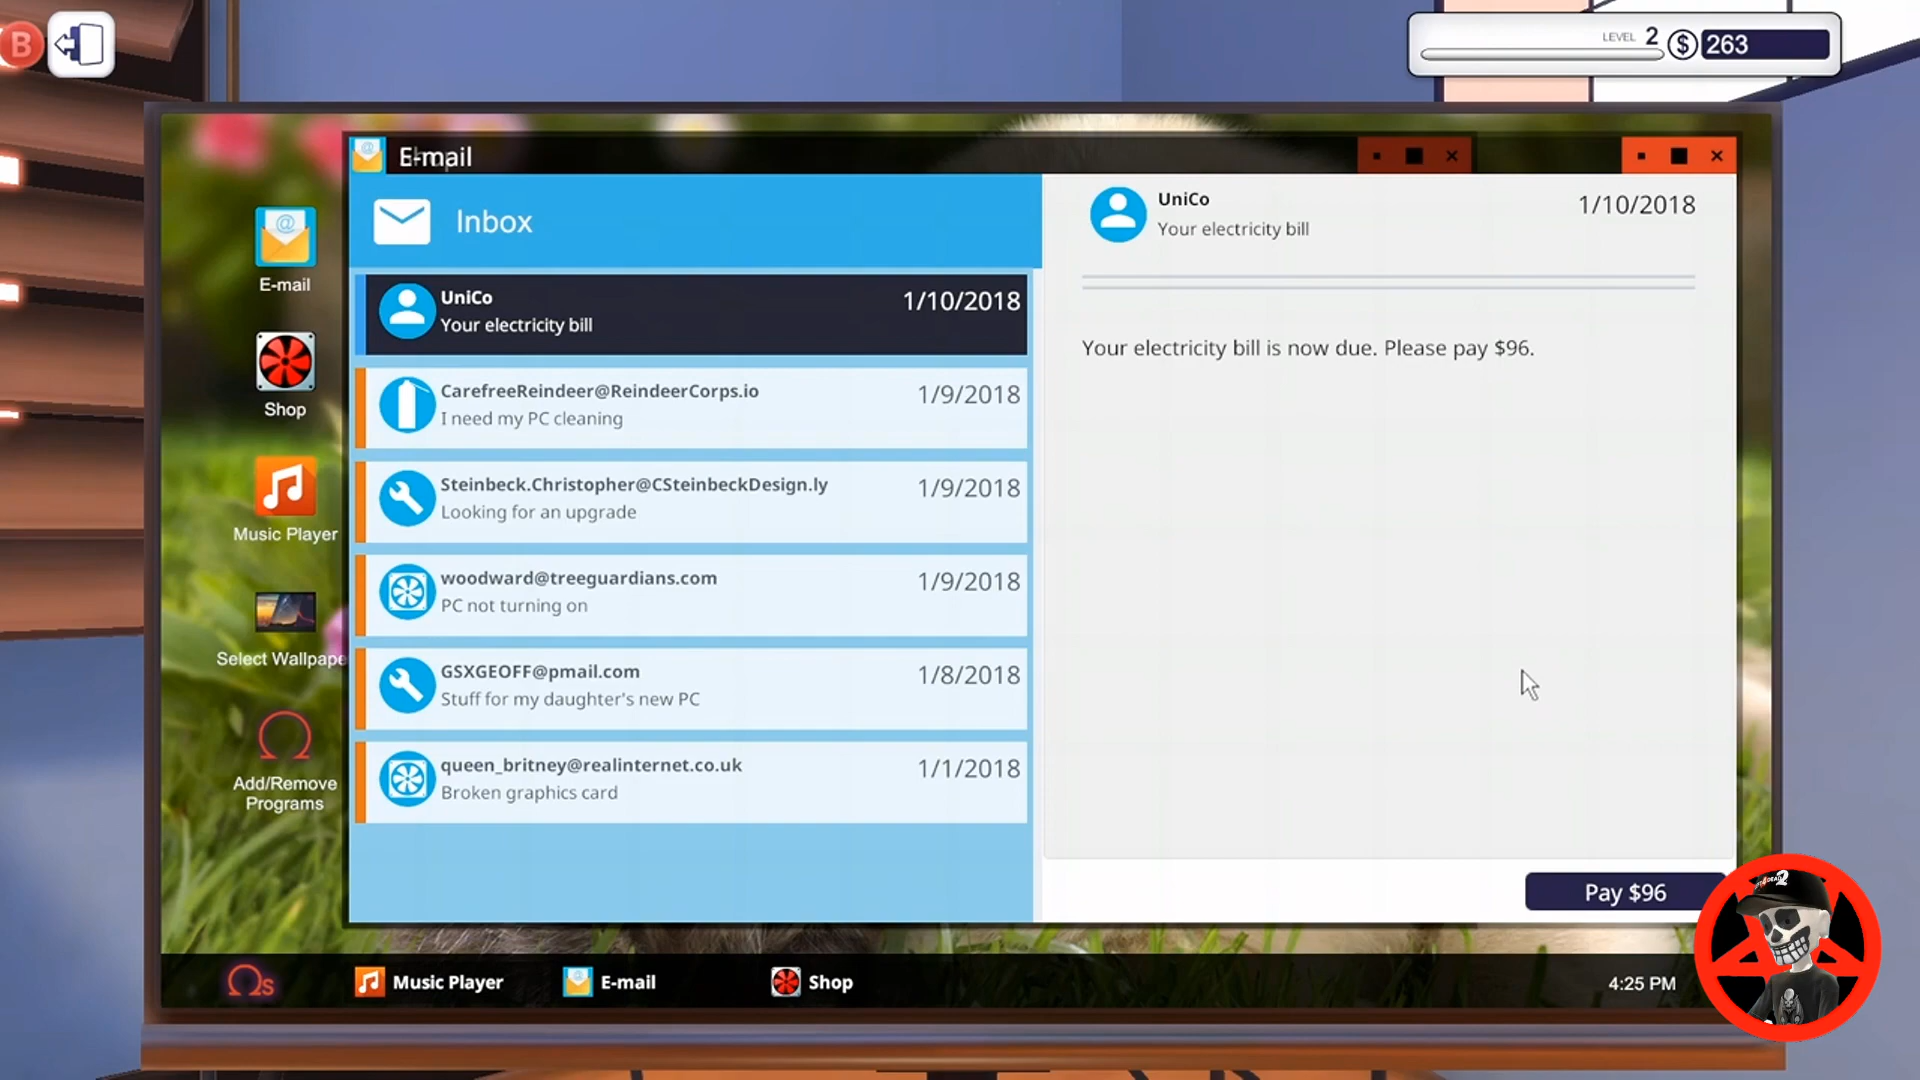 B
LEVEL 2
$ 263
E-mail
Inbox
UniCo
1/10/2018
Your electricity bill
CarefreeReindeer@ReindeerCorps.io
1/9/2018
I need my PC cleaning
Steinbeck.Christopher@CSteinbeckDesign.ly
1/9/2018
Looking for an upgrade
woodward@treeguardians.com
1/9/2018
PC not turning on
GSXGEOFF@pmail.com
1/8/2018
Stuff for my daughter's new PC
queen_britney@realinternet.co.uk
1/1/2018
Broken graphics card
UniCo
1/10/2018
Your electricity bill
Your electricity bill is now due. Please pay $96.
Pay $96
E-mail
Shop
Music Player
Select Wallpape
Add/Remove
Programs
Ωs
Music Player
E-mail
Shop
4:25 PM